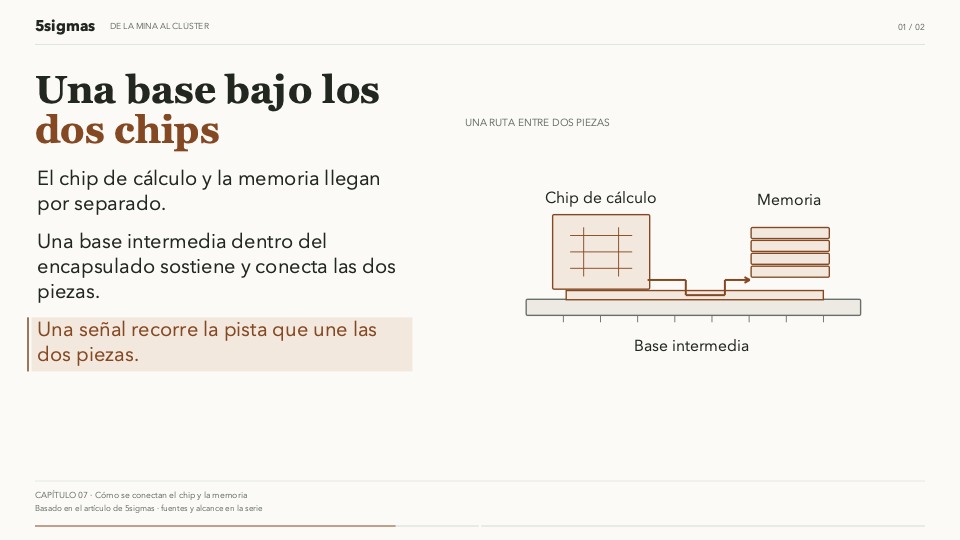 5sigmas
DE LA MINA AL CLÚSTER
01 / 02
Una base bajo los
dos chips
El chip de cálculo y la memoria llegan
por separado.
Una base intermedia dentro del
encapsulado sostiene y conecta las dos
piezas.
Una señal recorre la pista que une las
dos piezas.
UNA RUTA ENTRE DOS PIEZAS
Chip de cálculo
Memoria
Base intermedia
CAPÍTULO 07 · Cómo se conectan el chip y la memoria
Basado en el artículo de 5sigmas · fuentes y alcance en la serie